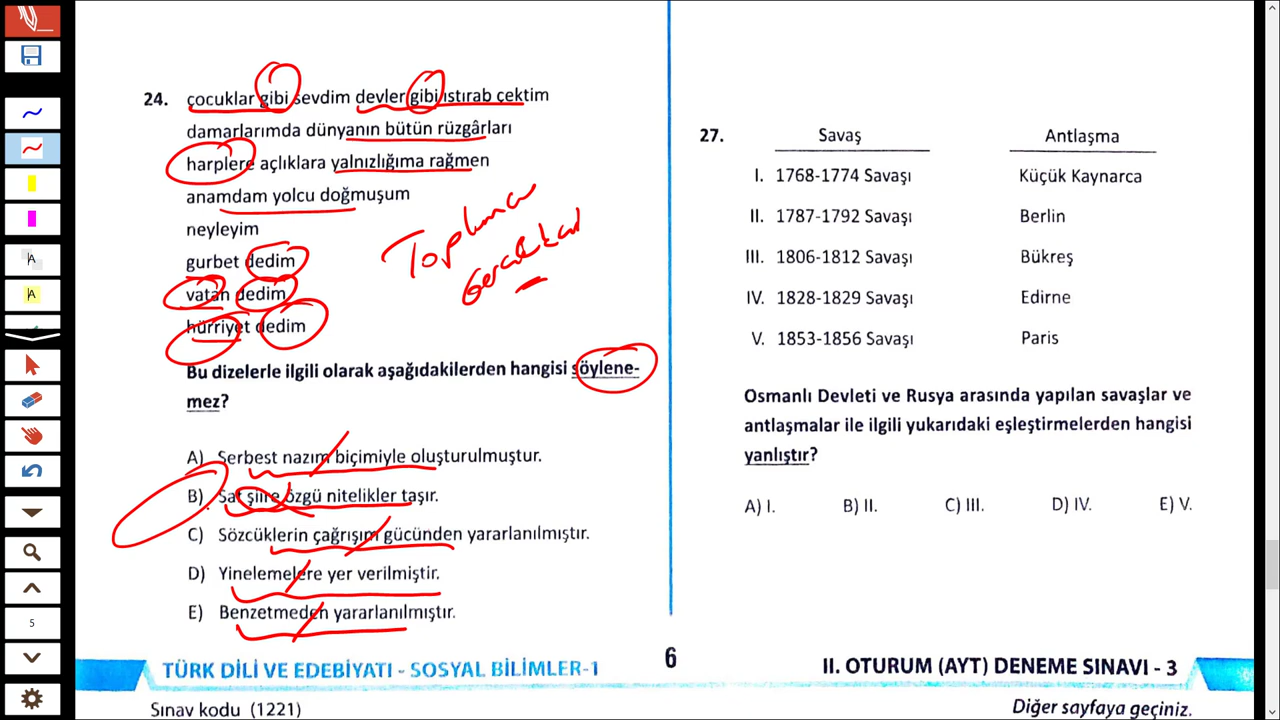 24. çocuklar gibi sevdim devler gibi ıstırab çektim
damarlarımda dünyanın bütün rüzgârları
harplere açlıklara yalnızlığıma rağmen
anamdam yolcu doğmuşum
neyleyim
gurbet dedim
vatan dedim
hürriyet dedim
Toplumcu
Gerçekçi
Bu dizelerle ilgili olarak aşağıdakilerden hangisi söylene-
mez?
A) Serbest nazım biçimiyle oluşturulmuştur.
B) Saf şiire özgü nitelikler taşır.
C) Sözcüklerin çağrışım gücünden yararlanılmıştır.
D) Yinelemelere yer verilmiştir.
E) Benzetmeden yararlanılmıştır.
27. Savaş Antlaşma
I. 1768-1774 Savaşı Küçük Kaynarca
II. 1787-1792 Savaşı Berlin
III. 1806-1812 Savaşı Bükreş
IV. 1828-1829 Savaşı Edirne
V. 1853-1856 Savaşı Paris
Osmanlı Devleti ve Rusya arasında yapılan savaşlar ve
antlaşmalar ile ilgili yukarıdaki eşleştirmelerden hangisi
yanlıştır?
A) I. B) II. C) III. D) IV. E) V.
TÜRK DİLİ VE EDEBİYATI - SOSYAL BİLİMLER-1 6 II. OTURUM (AYT) DENEME SINAVI - 3
Sınav kodu (1221) Diğer sayfaya geçiniz.
A
A
5